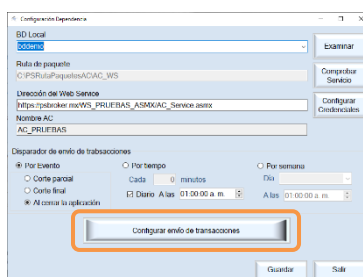 Configuración Dependencia
BD Local
bddemo
Examinar
Ruta de paquete
C:\PSRutaPaquetesAC\AC_WS
Comprobar Servicio
Dirección del Web Service
https://psbroker.mx/WS_PRUEBAS_ASMX/AC_Service.asmx
Configurar Credenciales
Nombre AC
AC_PRUEBAS
Disparador de envío de trabsacciones
Por Evento
Por tiempo
Por semana
Corte parcial
Cada 0 minutos
Día
Corte final
Diario A las 01:00:00 a. m.
A las 01:00:00 a. m.
Al cerrar la aplicación
Configurar envío de transacciones
Guardar
Salir